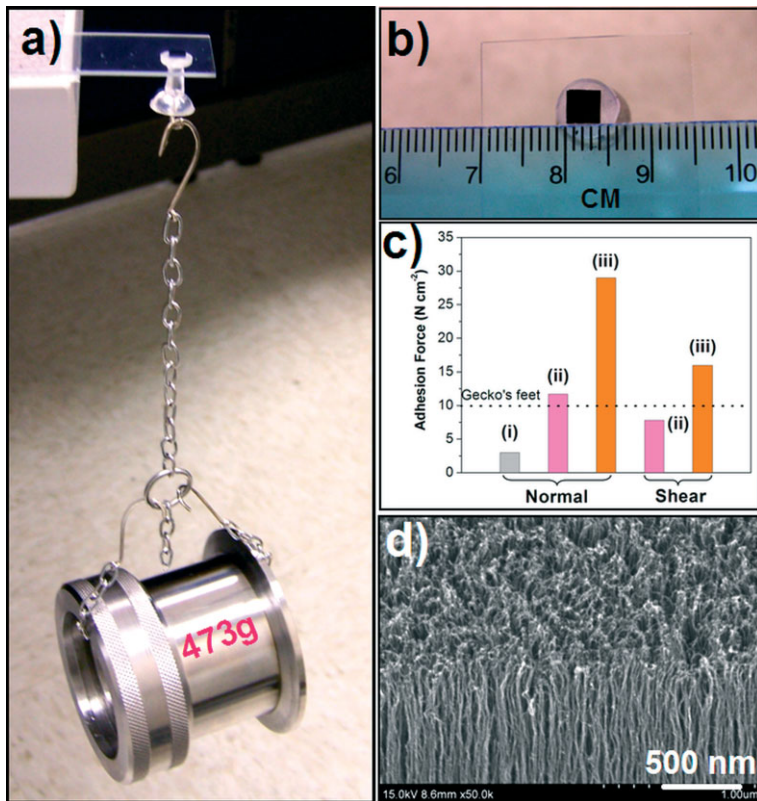 a)
473g
b)
6 7 8 9 10
CM
c)
Adhesion Force (N cm⁻²)
35
30
25
20
15
10
5
0
Gecko's feet
(i)
(ii)
(iii)
(ii)
(iii)
Normal
Shear
d)
500 nm
15.0kV 8.6mm x50.0k
1.00um